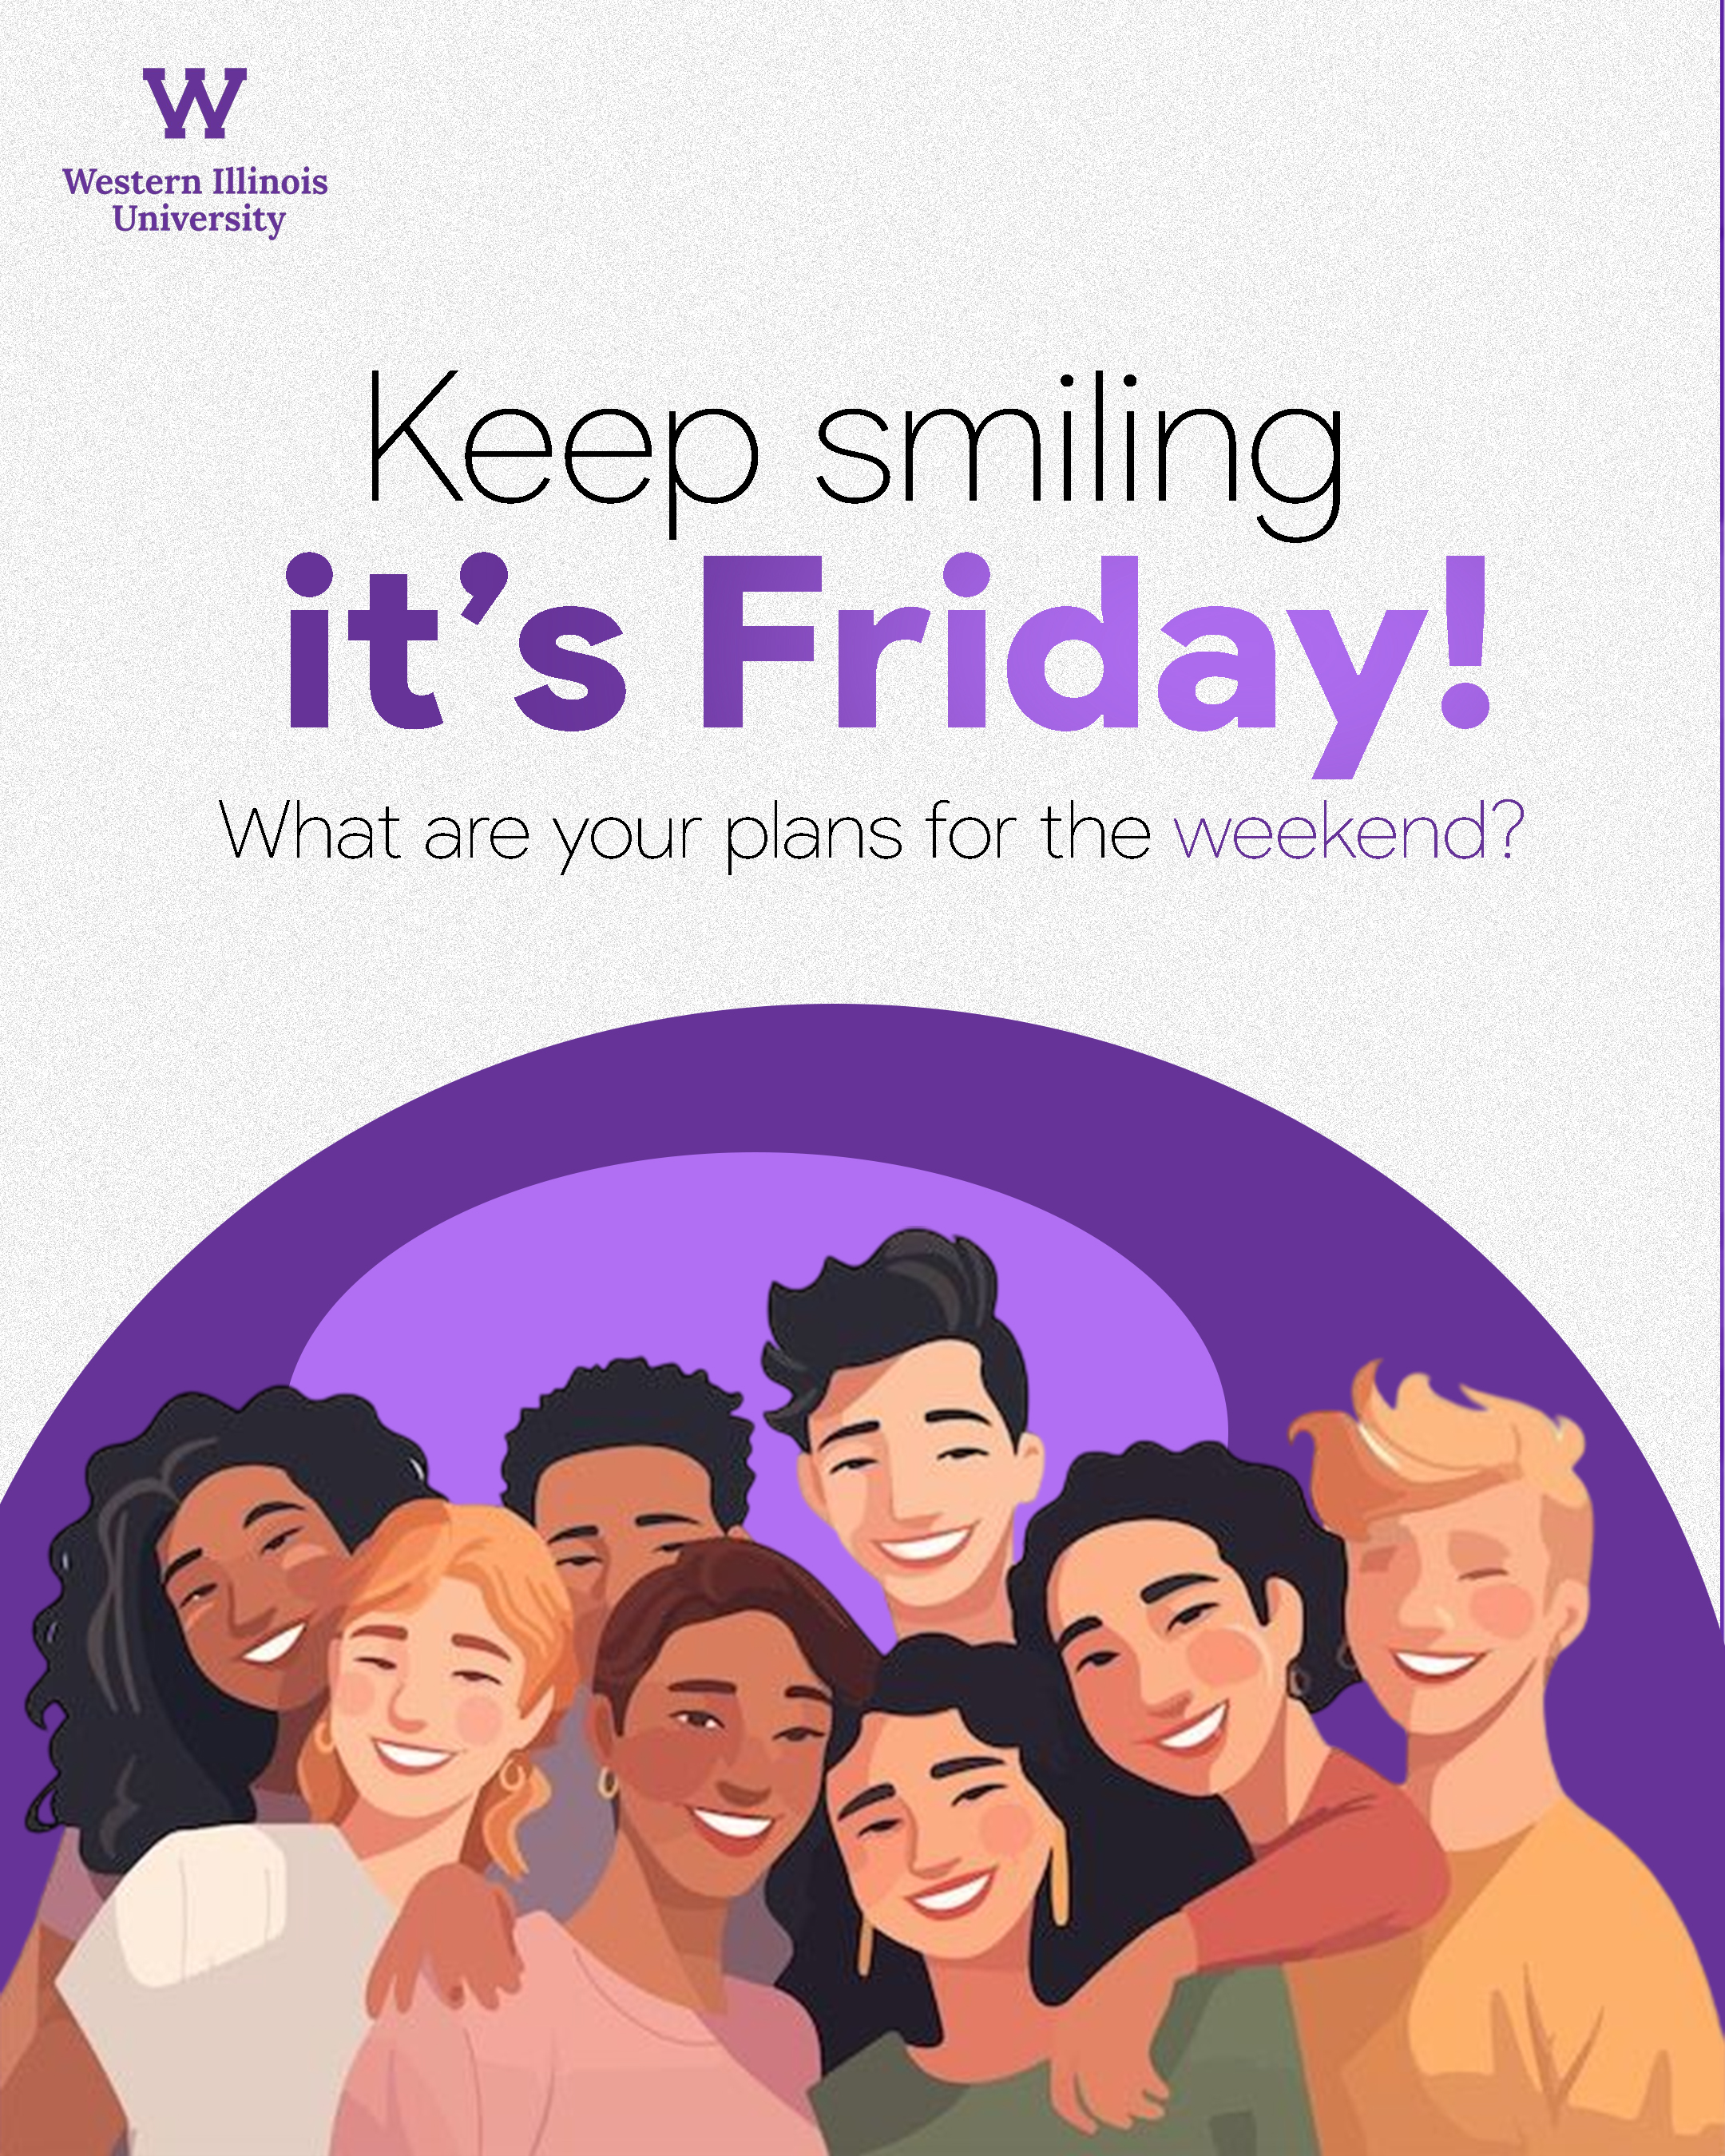 W
Western Illinois
University
Keep smiling
it’s Friday!
What are your plans for the weekend?